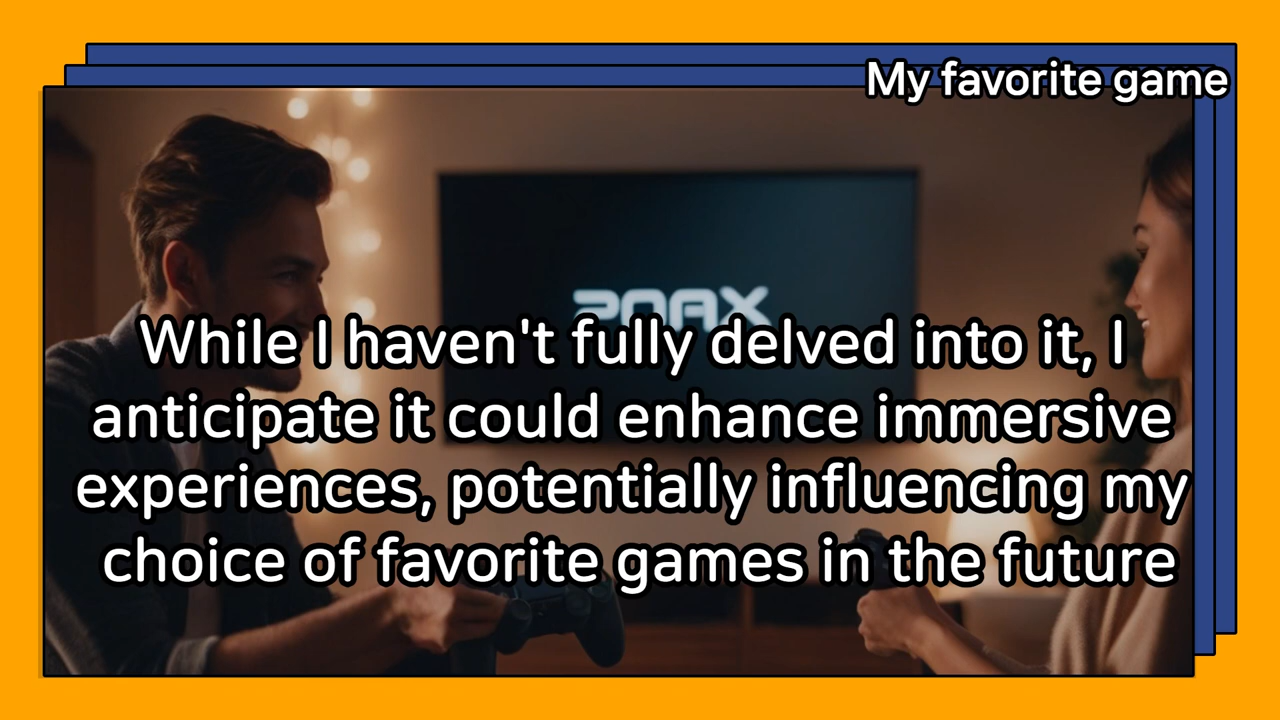 My favorite game
While I haven't fully delved into it, I
anticipate it could enhance immersive
experiences, potentially influencing my
choice of favorite games in the future